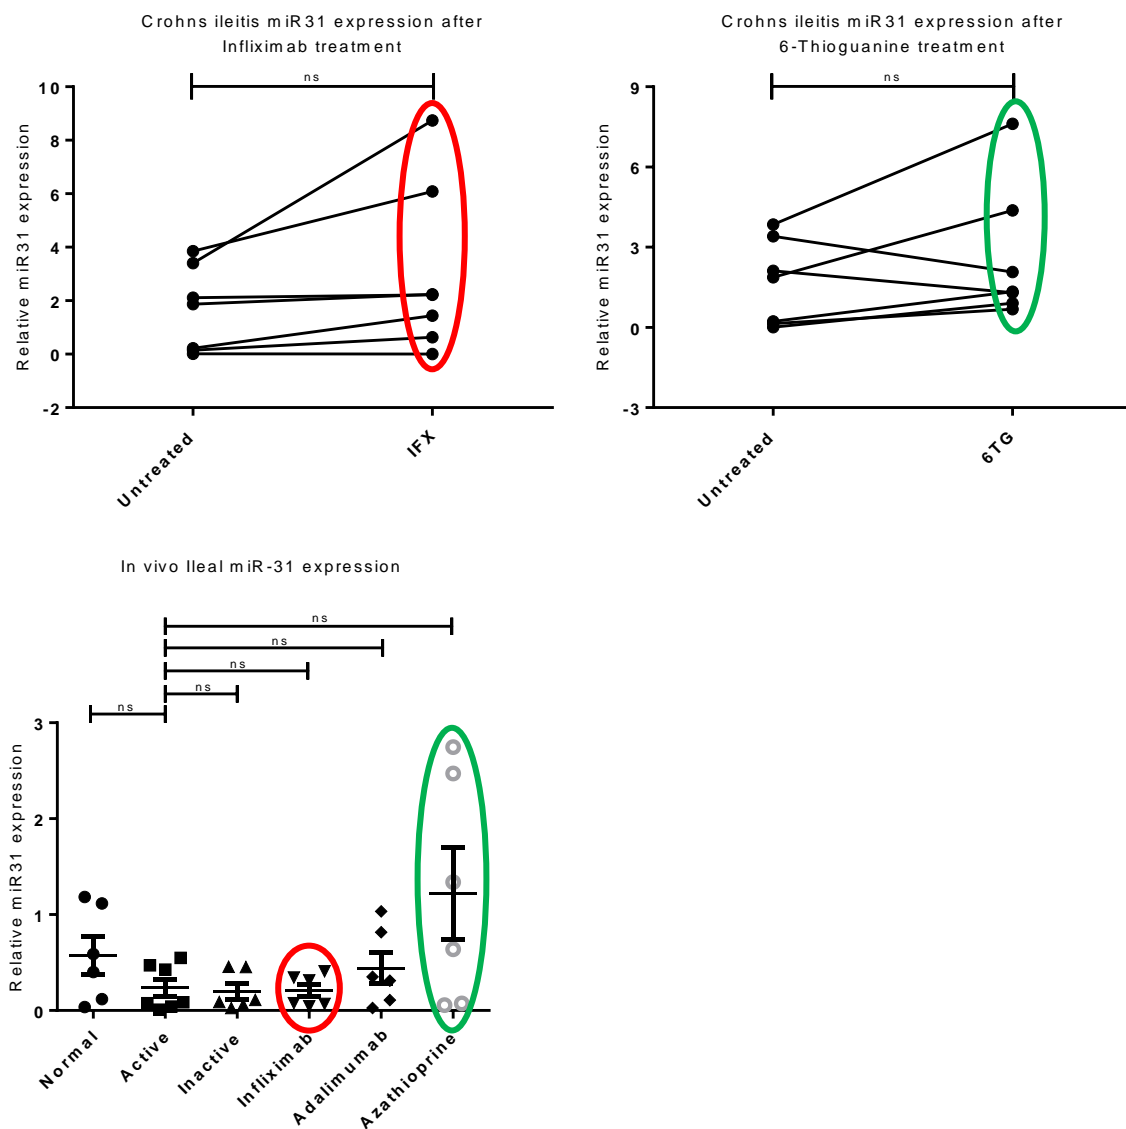 Crohns ileitis miR31 expression after
Infliximab treatment
ns
10
8
6
4
2
0
-2
Relative miR31 expression
Untreated
IFX
Crohns ileitis miR31 expression after
6-Thioguanine treatment
ns
9
6
3
0
-3
Relative miR31 expression
Untreated
6TG
In vivo Ileal miR-31 expression
ns
ns
ns
ns
ns
3
2
1
0
Relative miR31 expression
Normal
Active
Inactive
Infliximab
Adalimumab
Azathioprine